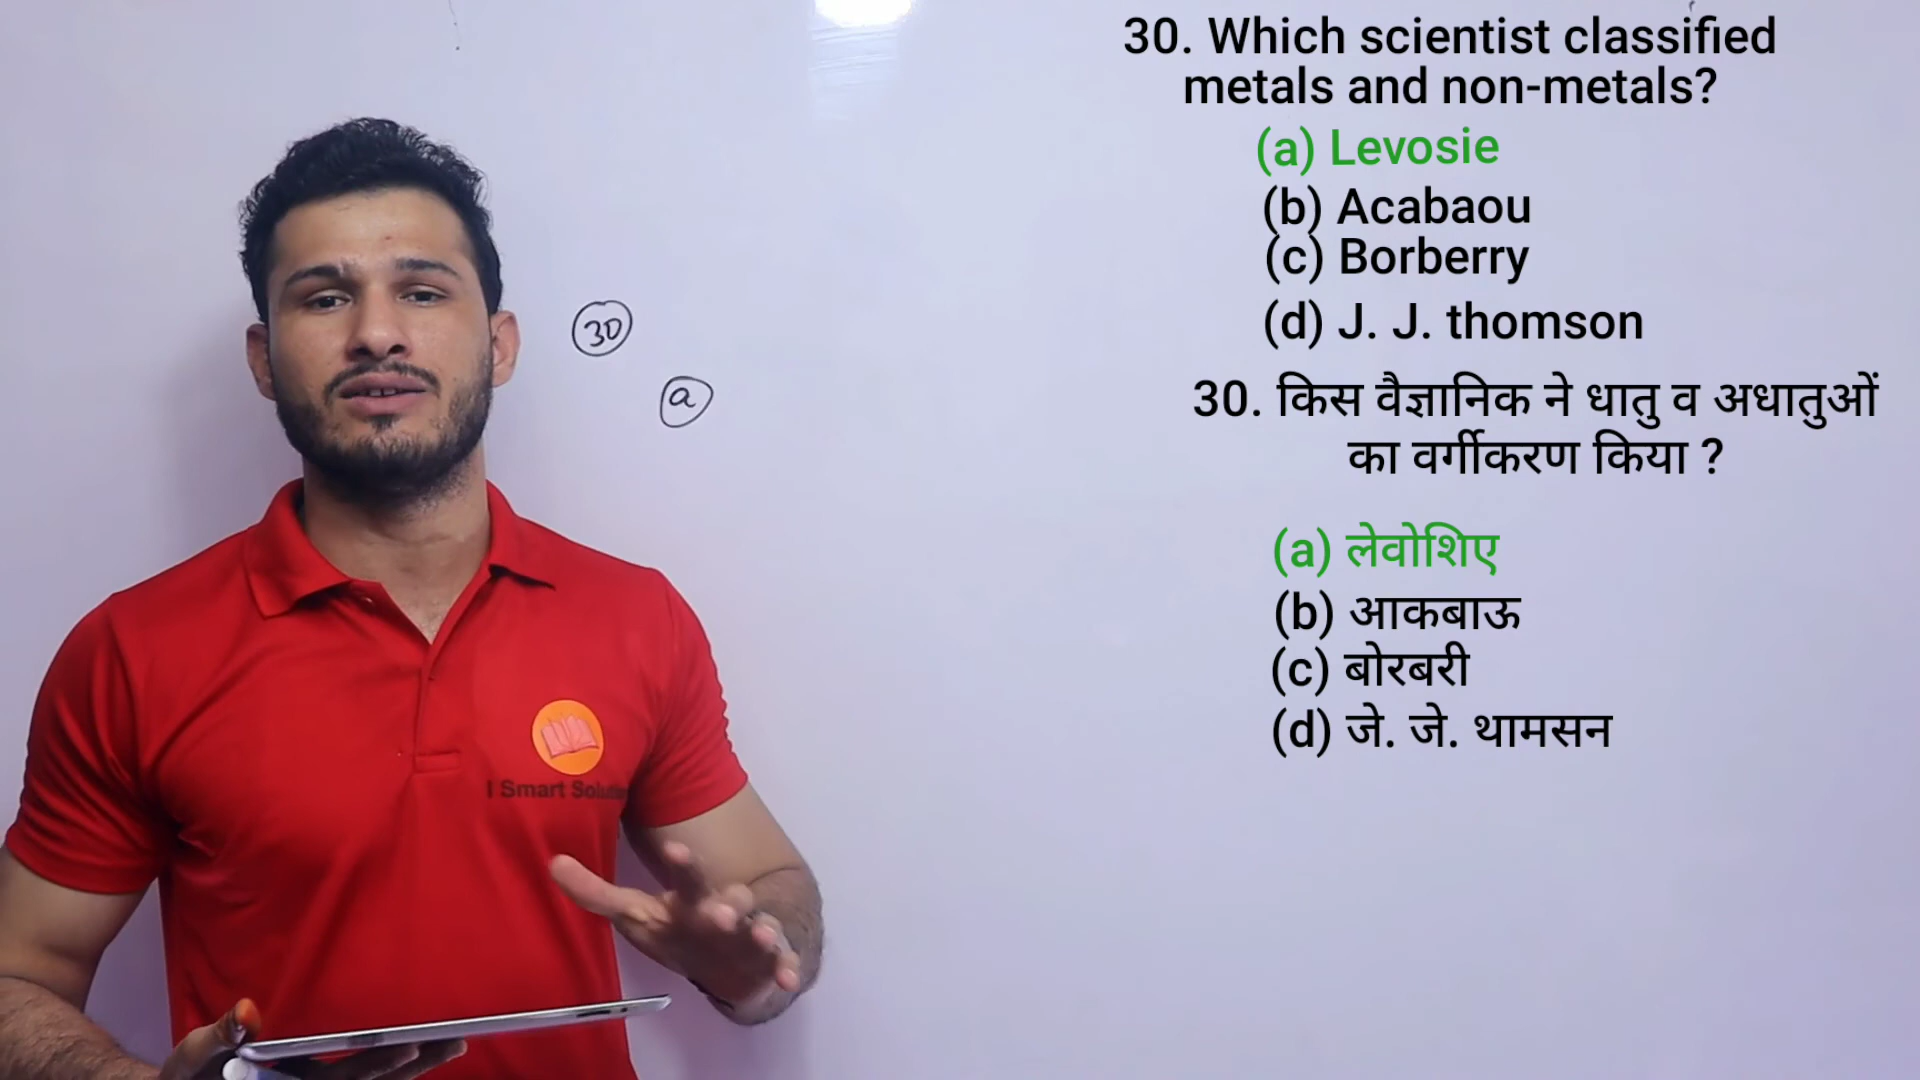 30. Which scientist classified
metals and non-metals?
(a) Levosie
(b) Acabaou
(c) Borberry
(d) J. J. thomson
30. किस वैज्ञानिक ने धातु व अधातुओं
का वर्गीकरण किया ?
(a) लेवोशिए
(b) आकबाऊ
(c) बोरबरी
(d) जे. जे. थामसन
30
a
I Smart